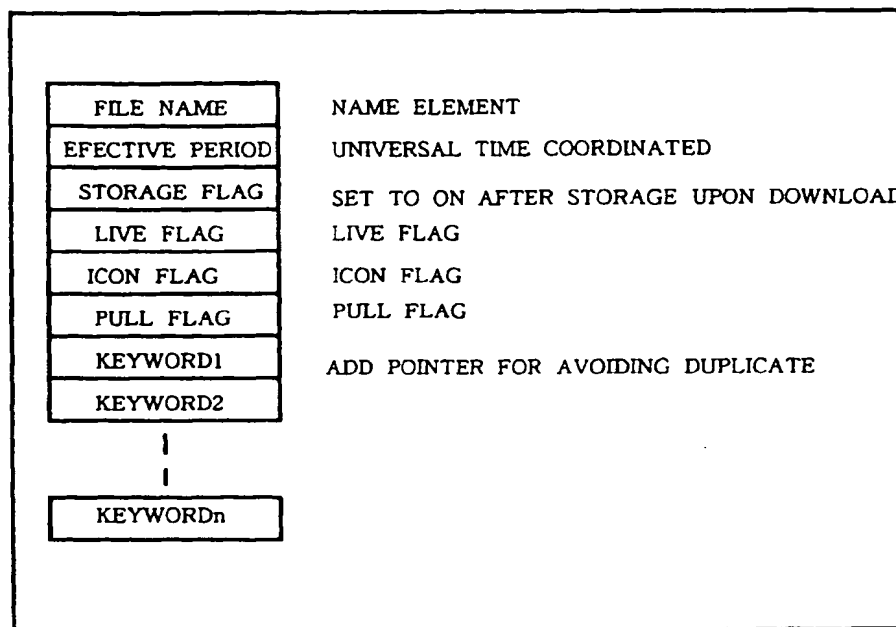 FILE NAME NAME ELEMENT
EFECTIVE PERIOD UNIVERSAL TIME COORDINATED
STORAGE FLAG SET TO ON AFTER STORAGE UPON DOWNLOAD
LIVE FLAG LIVE FLAG
ICON FLAG ICON FLAG
PULL FLAG PULL FLAG
KEYWORD1 ADD POINTER FOR AVOIDING DUPLICATE
KEYWORD2
KEYWORDn